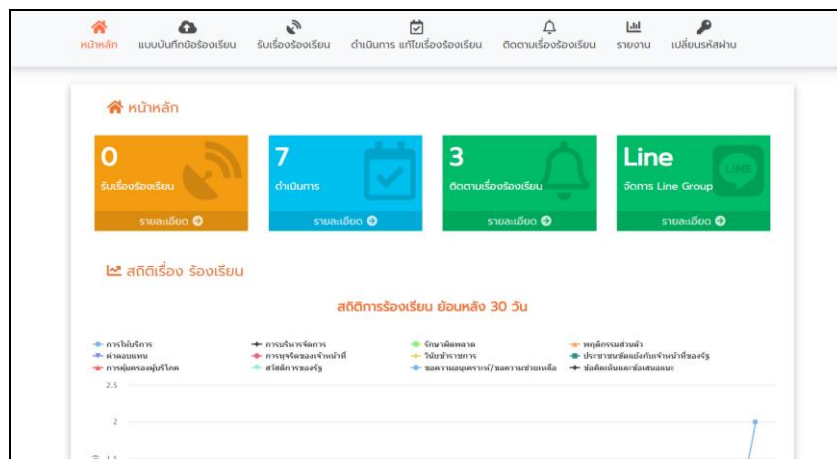 หน้าหลัก แบบบันทึกข้อร้องเรียน รับเรื่องร้องเรียน ดำเนินการ แก้ไขเรื่องร้องเรียน ติดตามเรื่องร้องเรียน รายงาน เปลี่ยนรหัสผ่าน
หน้าหลัก
0 7 3 Line
รับเรื่องร้องเรียน ดำเนินการ ติดตามเรื่องร้องเรียน จัดการ Line Group
LINE
รายละเอียด รายละเอียด รายละเอียด รายละเอียด
สถิติเรื่อง ร้องเรียน
สถิติการร้องเรียน ย้อนหลัง 30 วัน
การให้บริการ การบริหารจัดการ รักษาผิดพลาด พฤติกรรมส่วนตัว
ค่าตอบแทน การทุจริตของเจ้าหน้าที่ วินัยข้าราชการ ประชาชนขัดแย้งกับเจ้าหน้าที่ของรัฐ
การคุ้มครองผู้บริโภค สวัสดิการของรัฐ ขอความอนุเคราะห์/ขอความช่วยเหลือ ข้อคิดเห็นและข้อเสนอแนะ
2.5
2
1.5